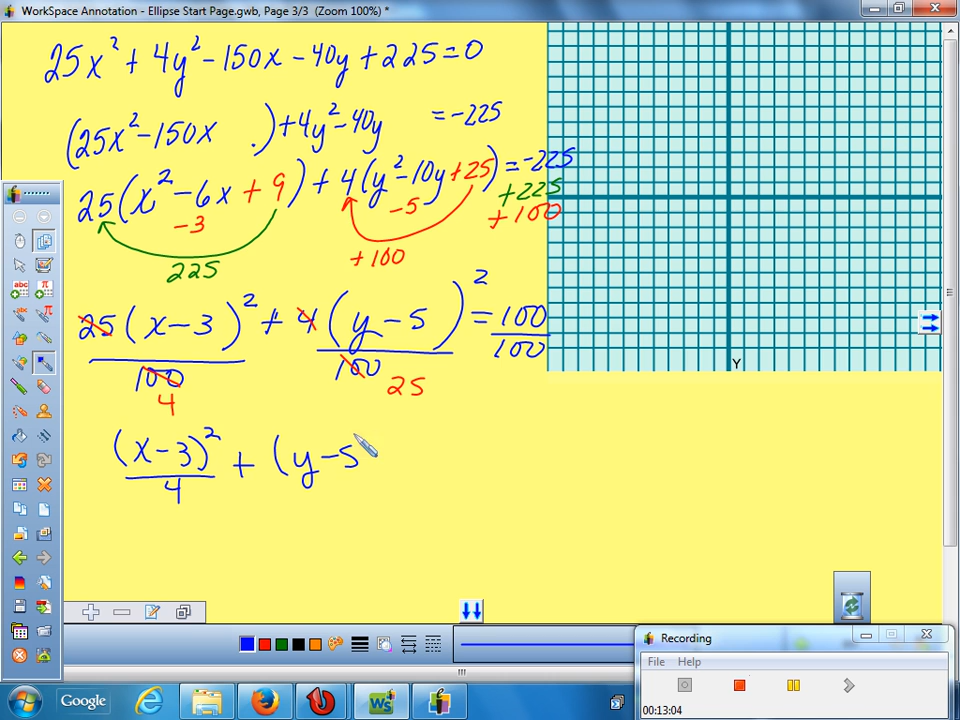 WorkSpace Annotation - Ellipse Start Page.gwb, Page 3/3 (Zoom 100%) *
25x² + 4y² - 150x - 40y + 225 = 0
(25x² - 150x .) + 4y² - 40y = -225
25(x² - 6x + 9) + 4(y² - 10y + 25) = -225
+225
-3 -5 +100
225 +100
25(x - 3)² + 4(y - 5)² = 100
100 100 100
4 25
(x - 3)² + (y - 5
4
Y
abc
π
abc
π
Recording
File Help
00:13:04
Google
Ws